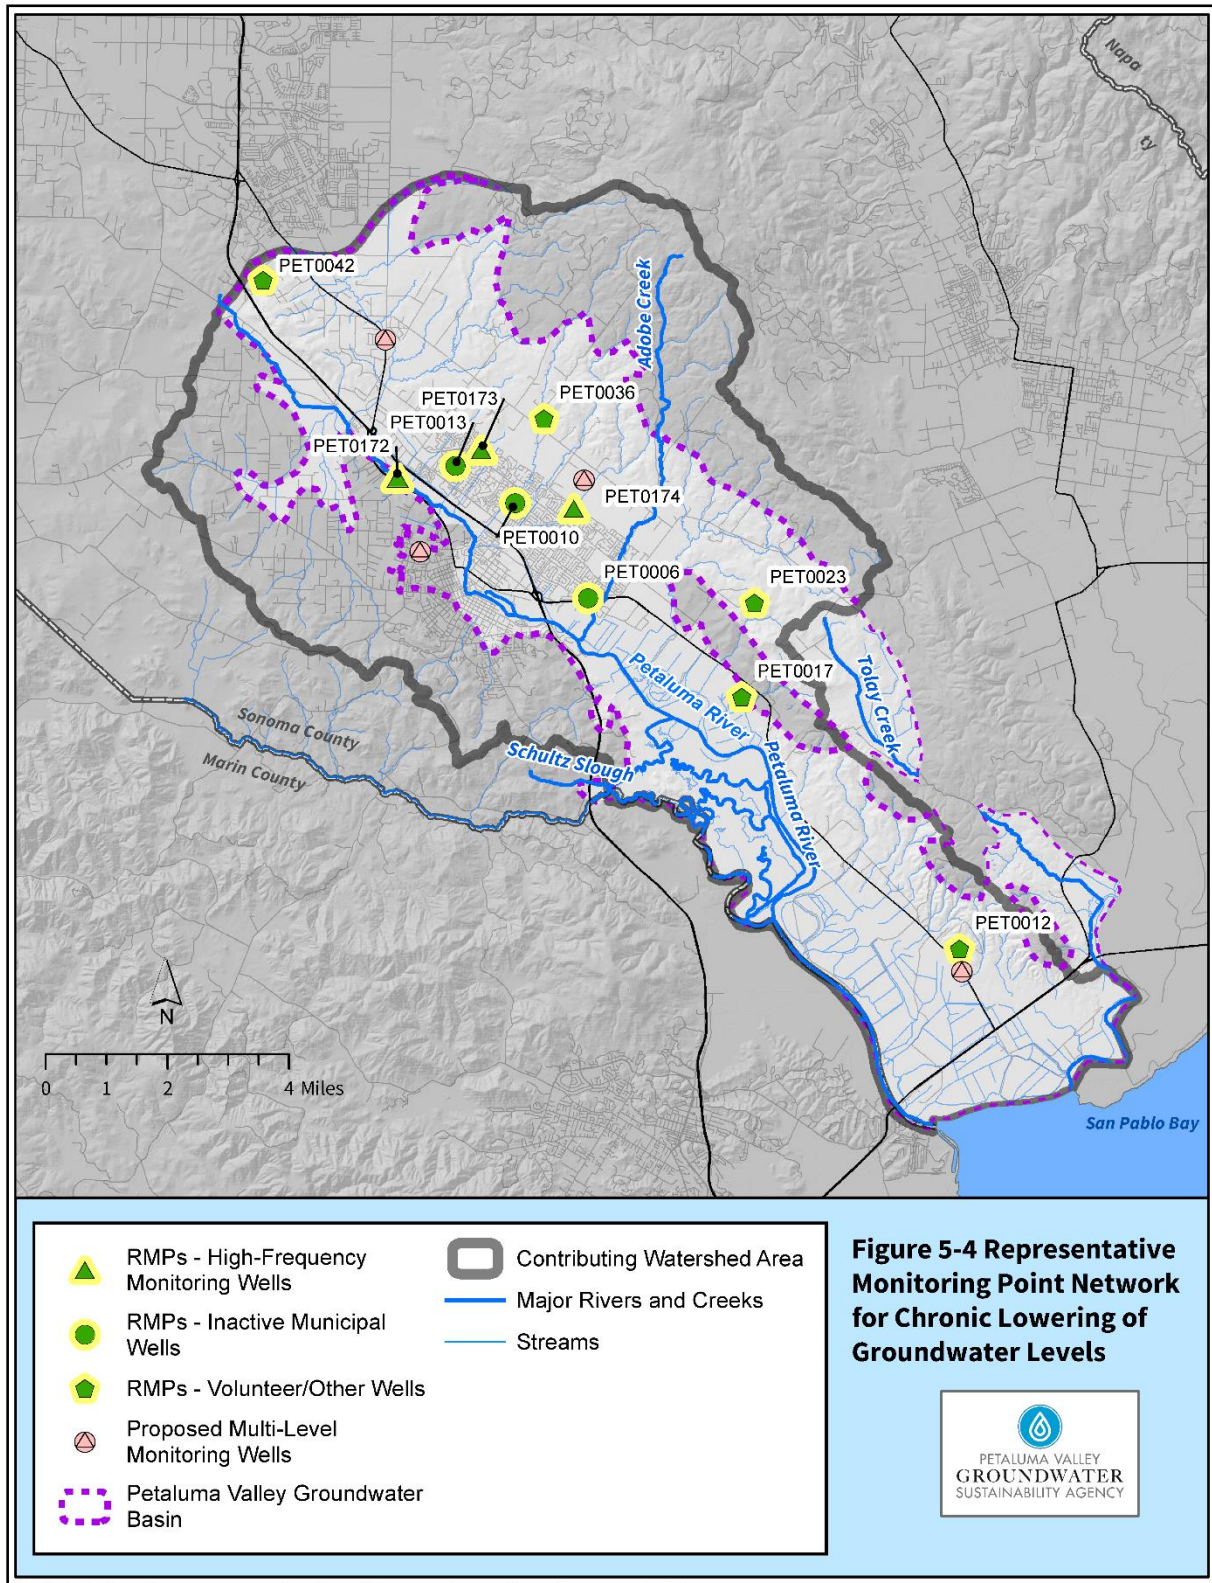 Napa
ty
PET0042
Adobe Creek
PET0173
PET0036
PET0013
PET0172
PET0174
PET0010
PET0006
PET0023
PET0017
Petaluma River
Tolay Creek
Sonoma County
Marin County
Schultz Slough
Petaluma River
PET0012
N
0 1 2 4 Miles
San Pablo Bay
RMPs - High-Frequency
Monitoring Wells
RMPs - Inactive Municipal
Wells
RMPs - Volunteer/Other Wells
Proposed Multi-Level
Monitoring Wells
Petaluma Valley Groundwater
Basin
Contributing Watershed Area
Major Rivers and Creeks
Streams
Figure 5-4 Representative
Monitoring Point Network
for Chronic Lowering of
Groundwater Levels
PETALUMA VALLEY
GROUNDWATER
SUSTAINABILITY AGENCY